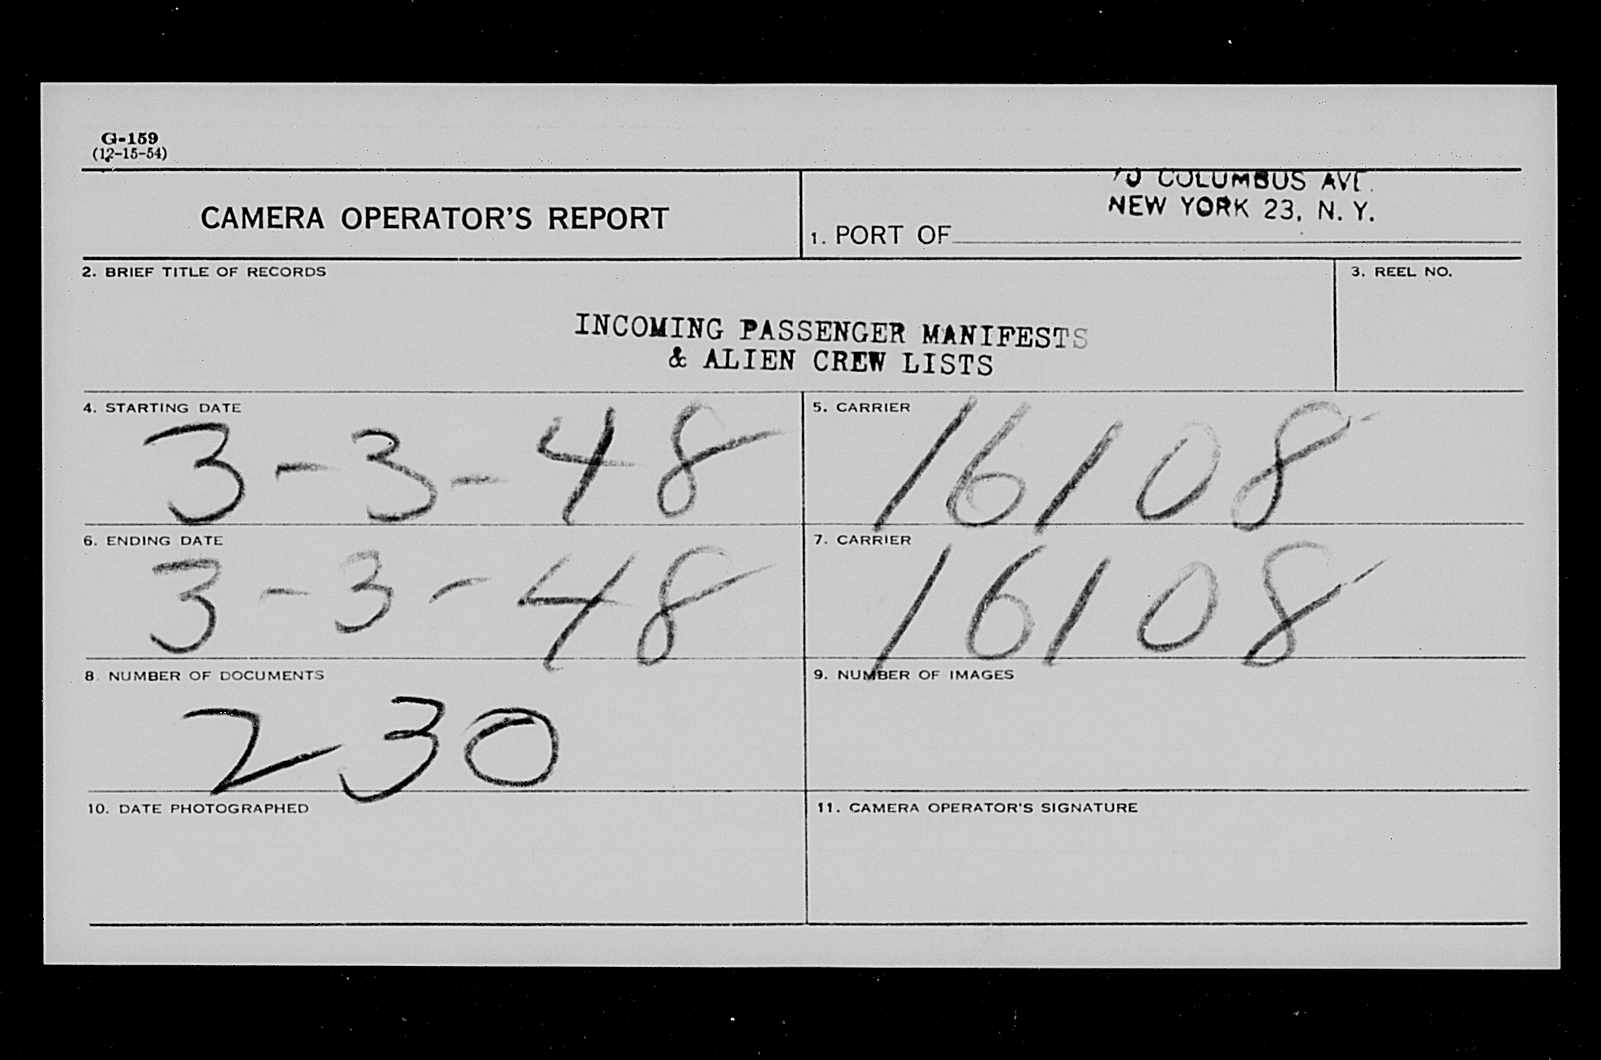 G-159
(12-15-54)
CAMERA OPERATOR'S REPORT
70 COLUMBUS AVE.
NEW YORK 23, N. Y.
1. PORT OF
2. BRIEF TITLE OF RECORDS
3. REEL NO.
INCOMING PASSENGER MANIFESTS
& ALIEN CREW LISTS
4. STARTING DATE
3-3-48
5. CARRIER
16108
6. ENDING DATE
3-3-48
7. CARRIER
16108
8. NUMBER OF DOCUMENTS
230
9. NUMBER OF IMAGES
10. DATE PHOTOGRAPHED
11. CAMERA OPERATOR'S SIGNATURE